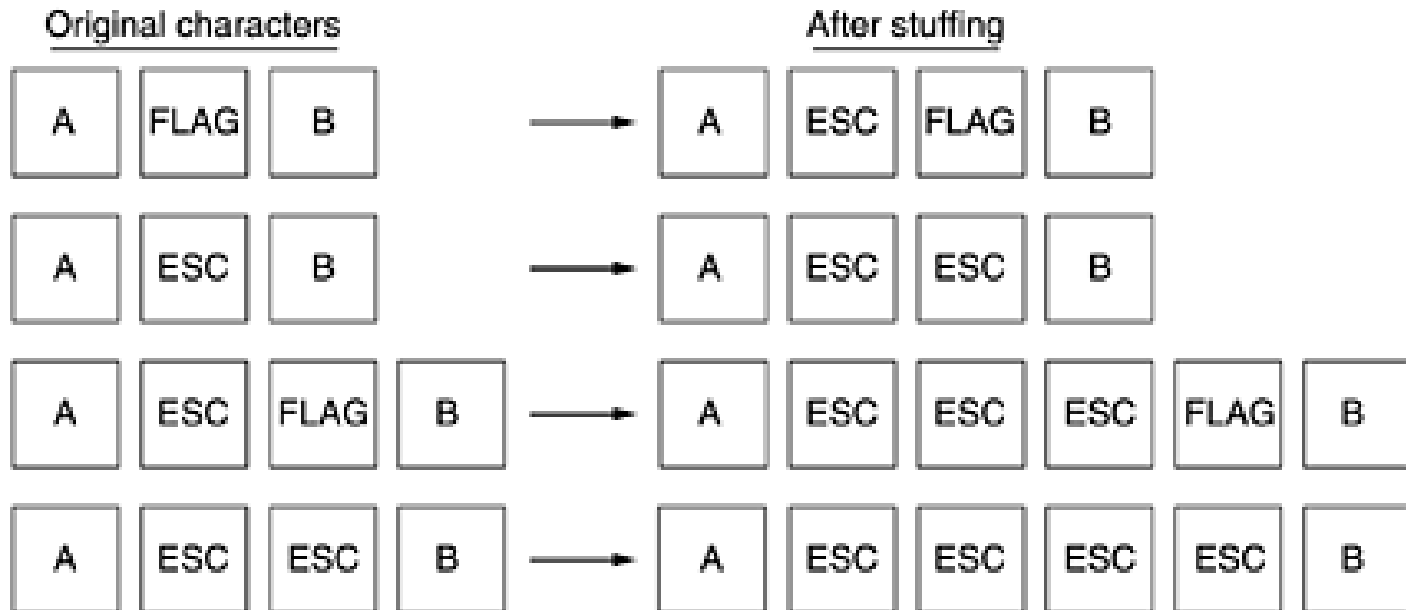 Original characters After stuffing
A FLAG B A ESC FLAG B
A ESC B A ESC ESC B
A ESC FLAG B A ESC ESC ESC FLAG B
A ESC ESC B A ESC ESC ESC ESC B